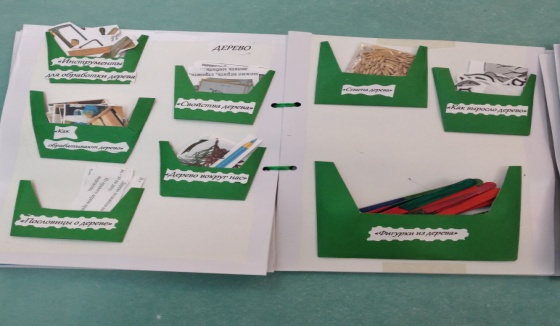 ДЕРЕВО
«Инструменты
для обработки дерева
«Свойства дерева»
«Как
обрабатывают дерево»
«Дерево вокруг нас»
«Пословицы о дереве»
«Семена дерева»
«Как выросло дерево»
«Фигурки из дерева»